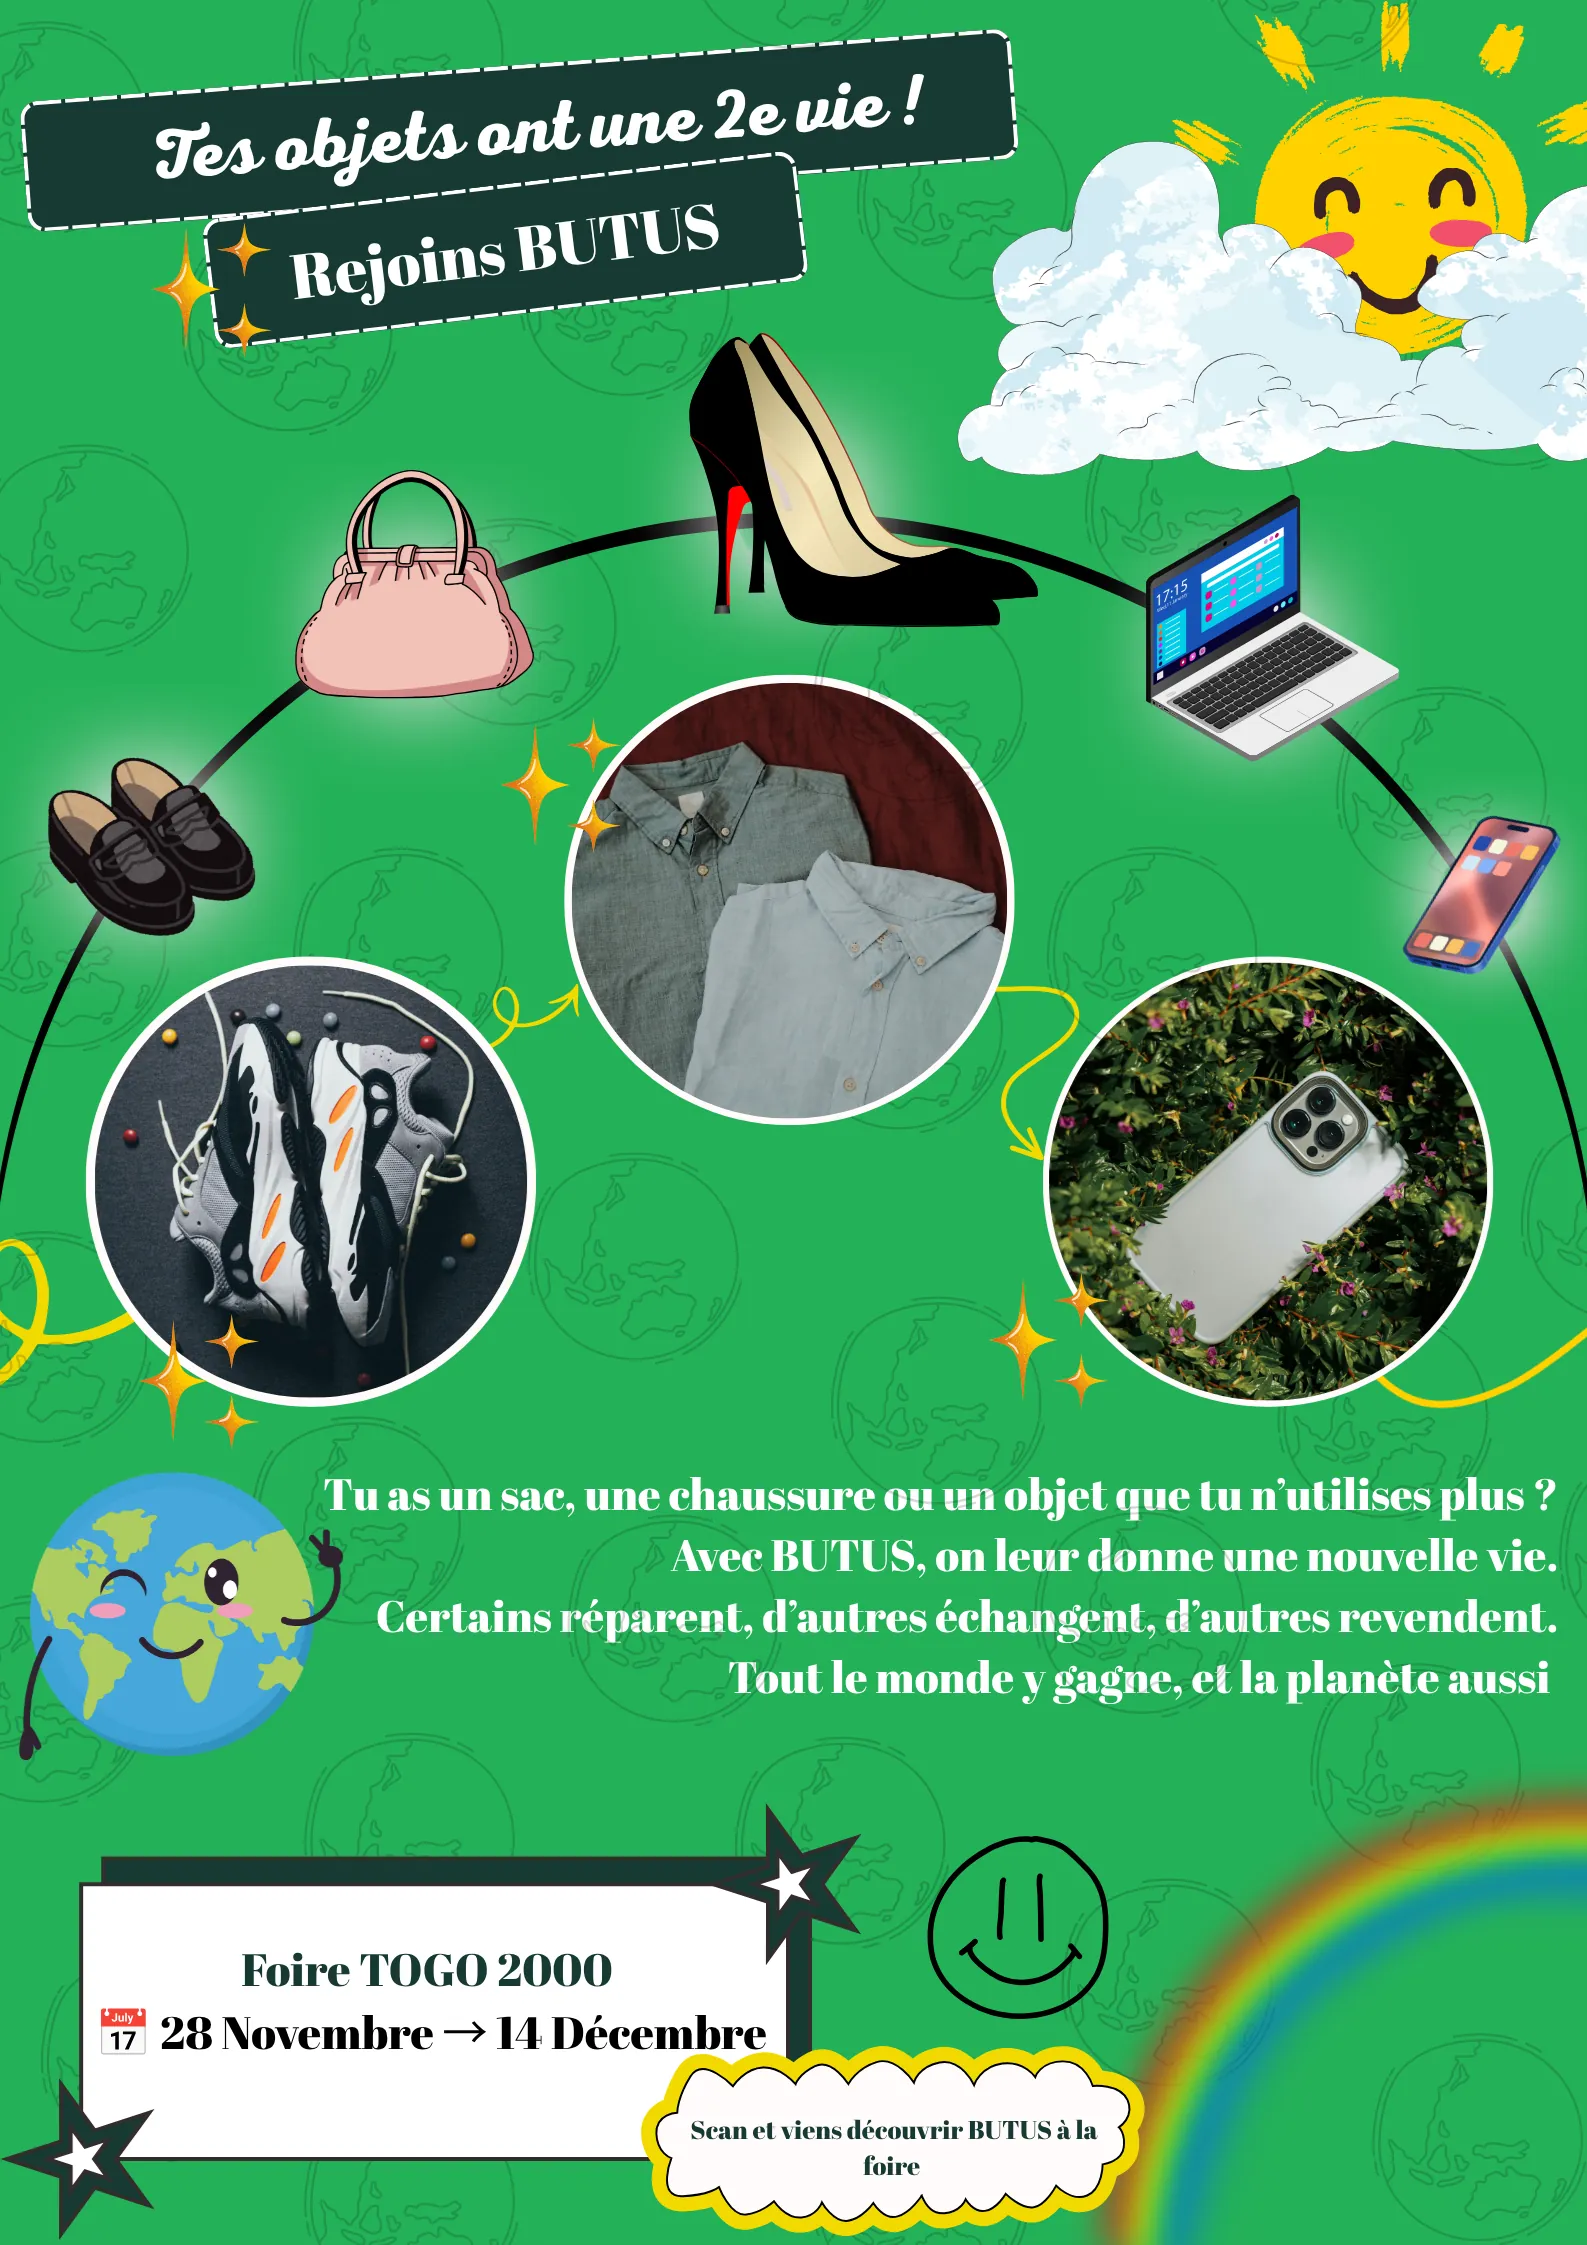 Tes objets ont une 2e vie !
Rejoins BUTUS
17:15
Tu as un sac, une chaussure ou un objet que tu n'utilises plus ?
Avec BUTUS, on leur donne une nouvelle vie.
Certains réparent, d'autres échangent, d'autres revendent.
Tout le monde y gagne, et la planète aussi
Foire TOGO 2000
July
17
28 Novembre → 14 Décembre
Scan et viens découvrir BUTUS à la
foire